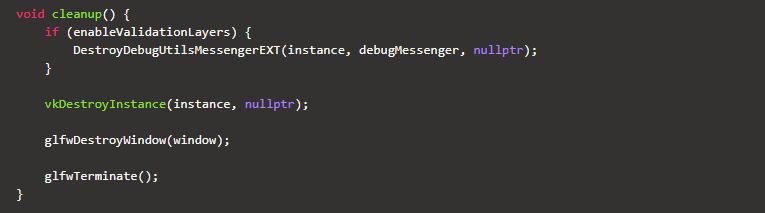 void cleanup() {
    if (enableValidationLayers) {
        DestroyDebugUtilsMessengerEXT(instance, debugMessenger, nullptr);
    }

    vkDestroyInstance(instance, nullptr);

    glfwDestroyWindow(window);

    glfwTerminate();
}